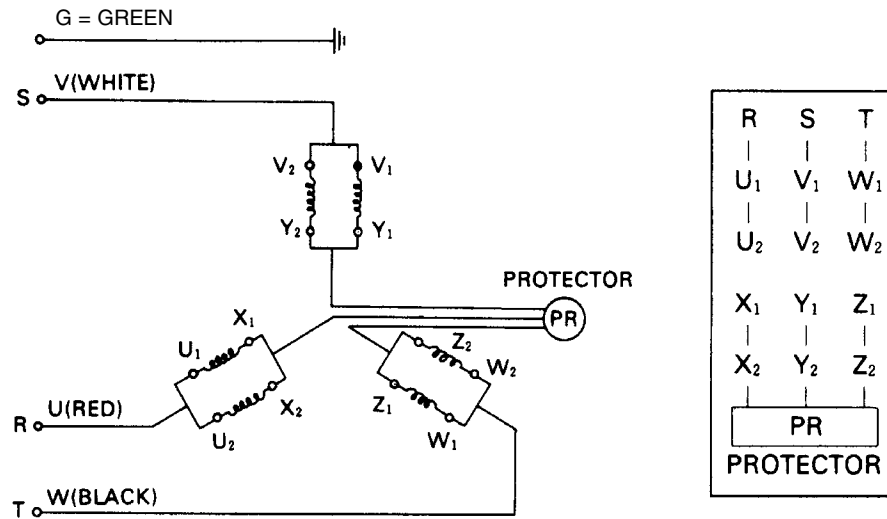 G = GREEN
S V(WHITE)
V₂ V₁
Y₂ Y₁
PROTECTOR
PR
X₁
U₁
Z₂
W₂
X₂
Z₁
R U(RED)
U₂
W₁
T W(BLACK)
R S T
U₁ V₁ W₁
U₂ V₂ W₂
X₁ Y₁ Z₁
X₂ Y₂ Z₂
PR
PROTECTOR